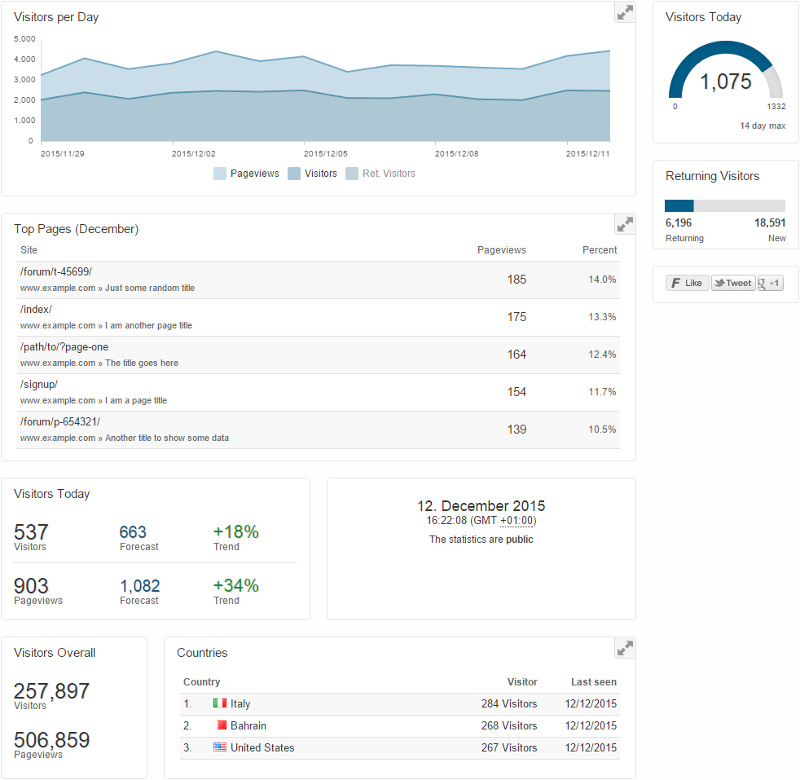 Visitors per Day
5.000
4.000
3.000
2.000
1,000
0
2015/11/29 2015/12/02 2015/12/05 2015/12/08 2015/12/11
Pageviews Visitors Ret. Visitors
Visitors Today
1,075
0 1332
14 day max
Returning Visitors
6,196 18,591
Returning New
Like Tweet g +1
Top Pages (December)
Site Pageviews Percent
/forum/t-45699/
www.example.com » Just some random title
185 14.0%
/index/
www.example.com » I am another page title
175 13.3%
/path/to/?page-one
www.example.com » The title goes here
164 12.4%
/signup/
www.example.com » I am a page title
154 11.7%
/forum/p-654321/
www.example.com » Another title to show some data
139 10.5%
Visitors Today
537 663 +18%
Visitors Forecast Trend
903 1,082 +34%
Pageviews Forecast Trend
12. December 2015
16:22:08 (GMT +01:00)
The statistics are public
Visitors Overall
257,897
Visitors
506,859
Pageviews
Countries
Country Visitor Last seen
1. Italy 284 Visitors 12/12/2015
2. Bahrain 268 Visitors 12/12/2015
3. United States 267 Visitors 12/12/2015